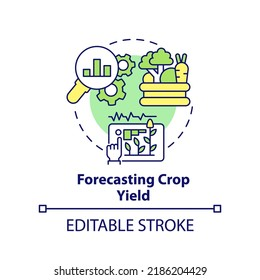 Forecasting Crop
Yield
EDITABLE STROKE
shutterstock.com · 2186204429